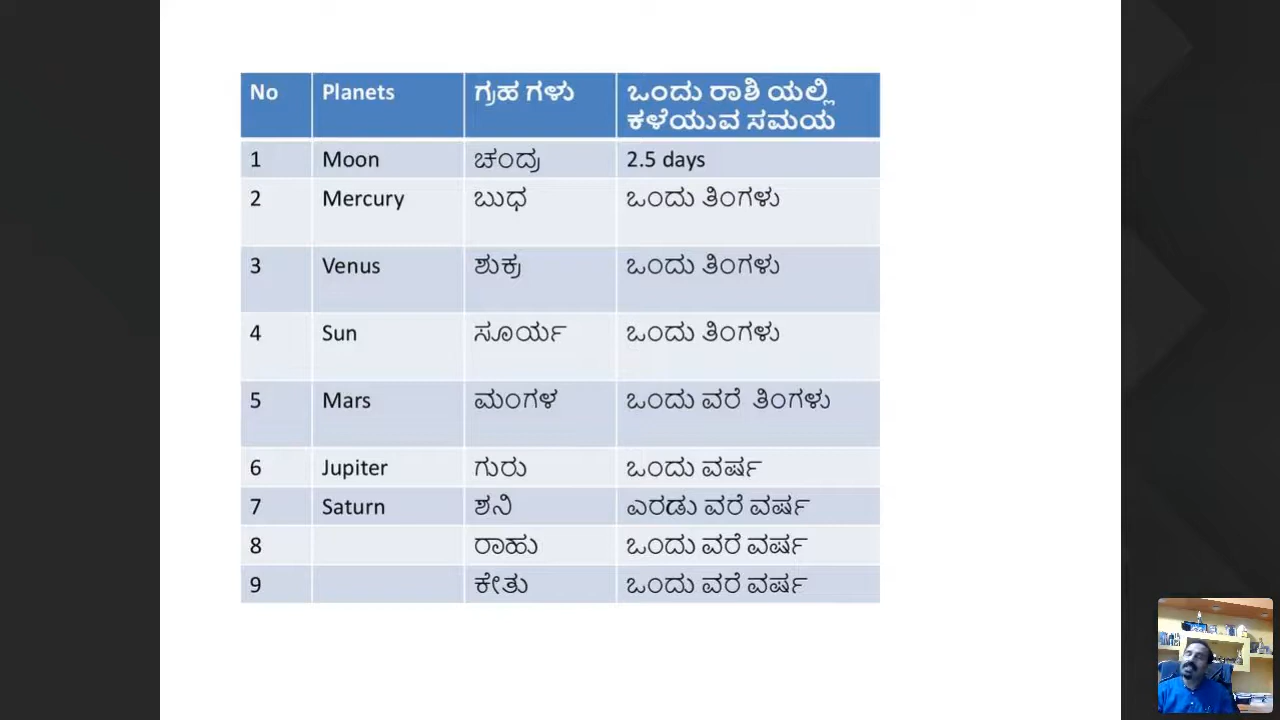 No Planets ಗ್ರಹ ಗಳು ಒಂದು ರಾಶಿ ಯಲ್ಲಿ
ಕಳೆಯುವ ಸಮಯ
1 Moon ಚಂದ್ರ 2.5 days
2 Mercury ಬುಧ ಒಂದು ತಿಂಗಳು
3 Venus ಶುಕ್ರ ಒಂದು ತಿಂಗಳು
4 Sun ಸೂರ್ಯ ಒಂದು ತಿಂಗಳು
5 Mars ಮಂಗಳ ಒಂದು ವರೆ ತಿಂಗಳು
6 Jupiter ಗುರು ಒಂದು ವರ್ಷ
7 Saturn ಶನಿ ಎರಡು ವರೆ ವರ್ಷ
8 ರಾಹು ಒಂದು ವರೆ ವರ್ಷ
9 ಕೇತು ಒಂದು ವರೆ ವರ್ಷ